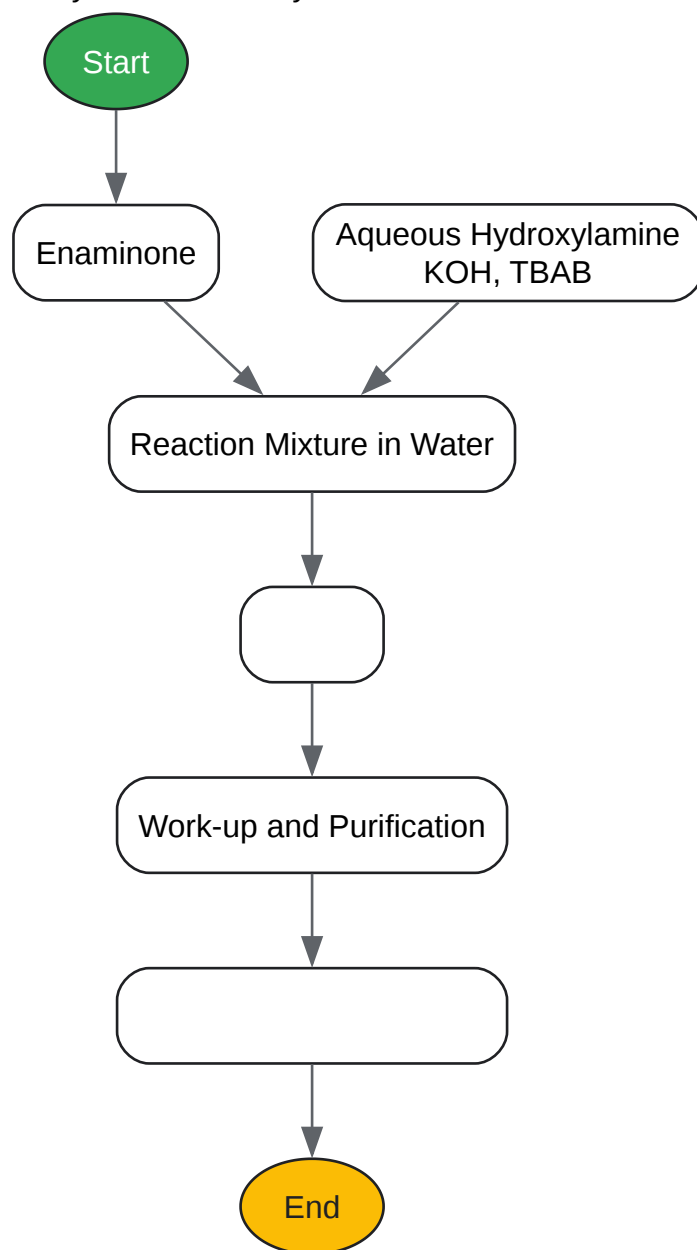 Start
Enaminone
Aqueous Hydroxylamine
KOH, TBAB
Reaction Mixture in Water
Work-up and Purification
End